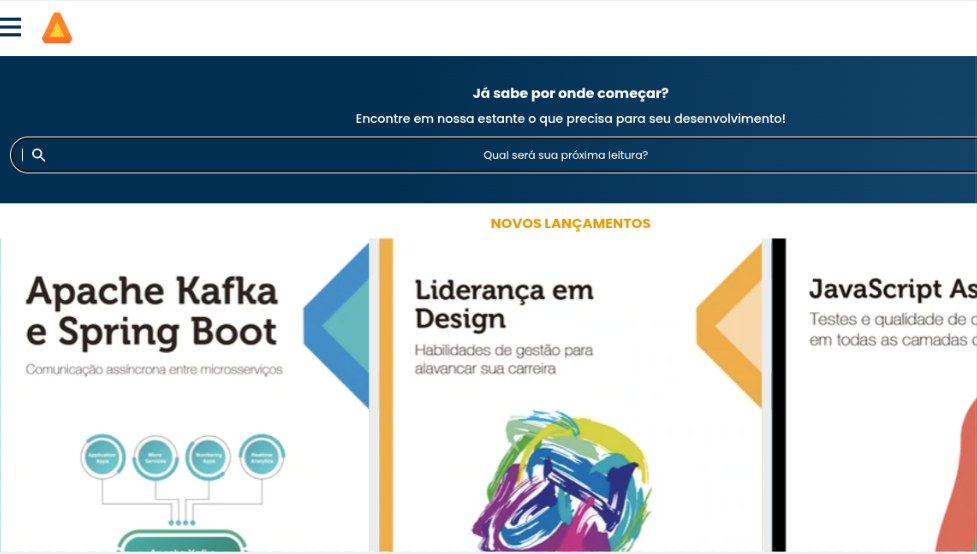 Já sabe por onde começar?
Encontre em nossa estante o que precisa para seu desenvolvimento!
Qual será sua próxima leitura?
NOVOS LANÇAMENTOS
Apache Kafka
e Spring Boot
Comunicação assíncrona entre microsserviços
Application
Apps
Micro
Services
Monitoring
Apps
Realtime
Analytics
Apache Kafka
Liderança em
Design
Habilidades de gestão para
alavancar sua carreira
JavaScript As
Testes e qualidade de
em todas as camadas